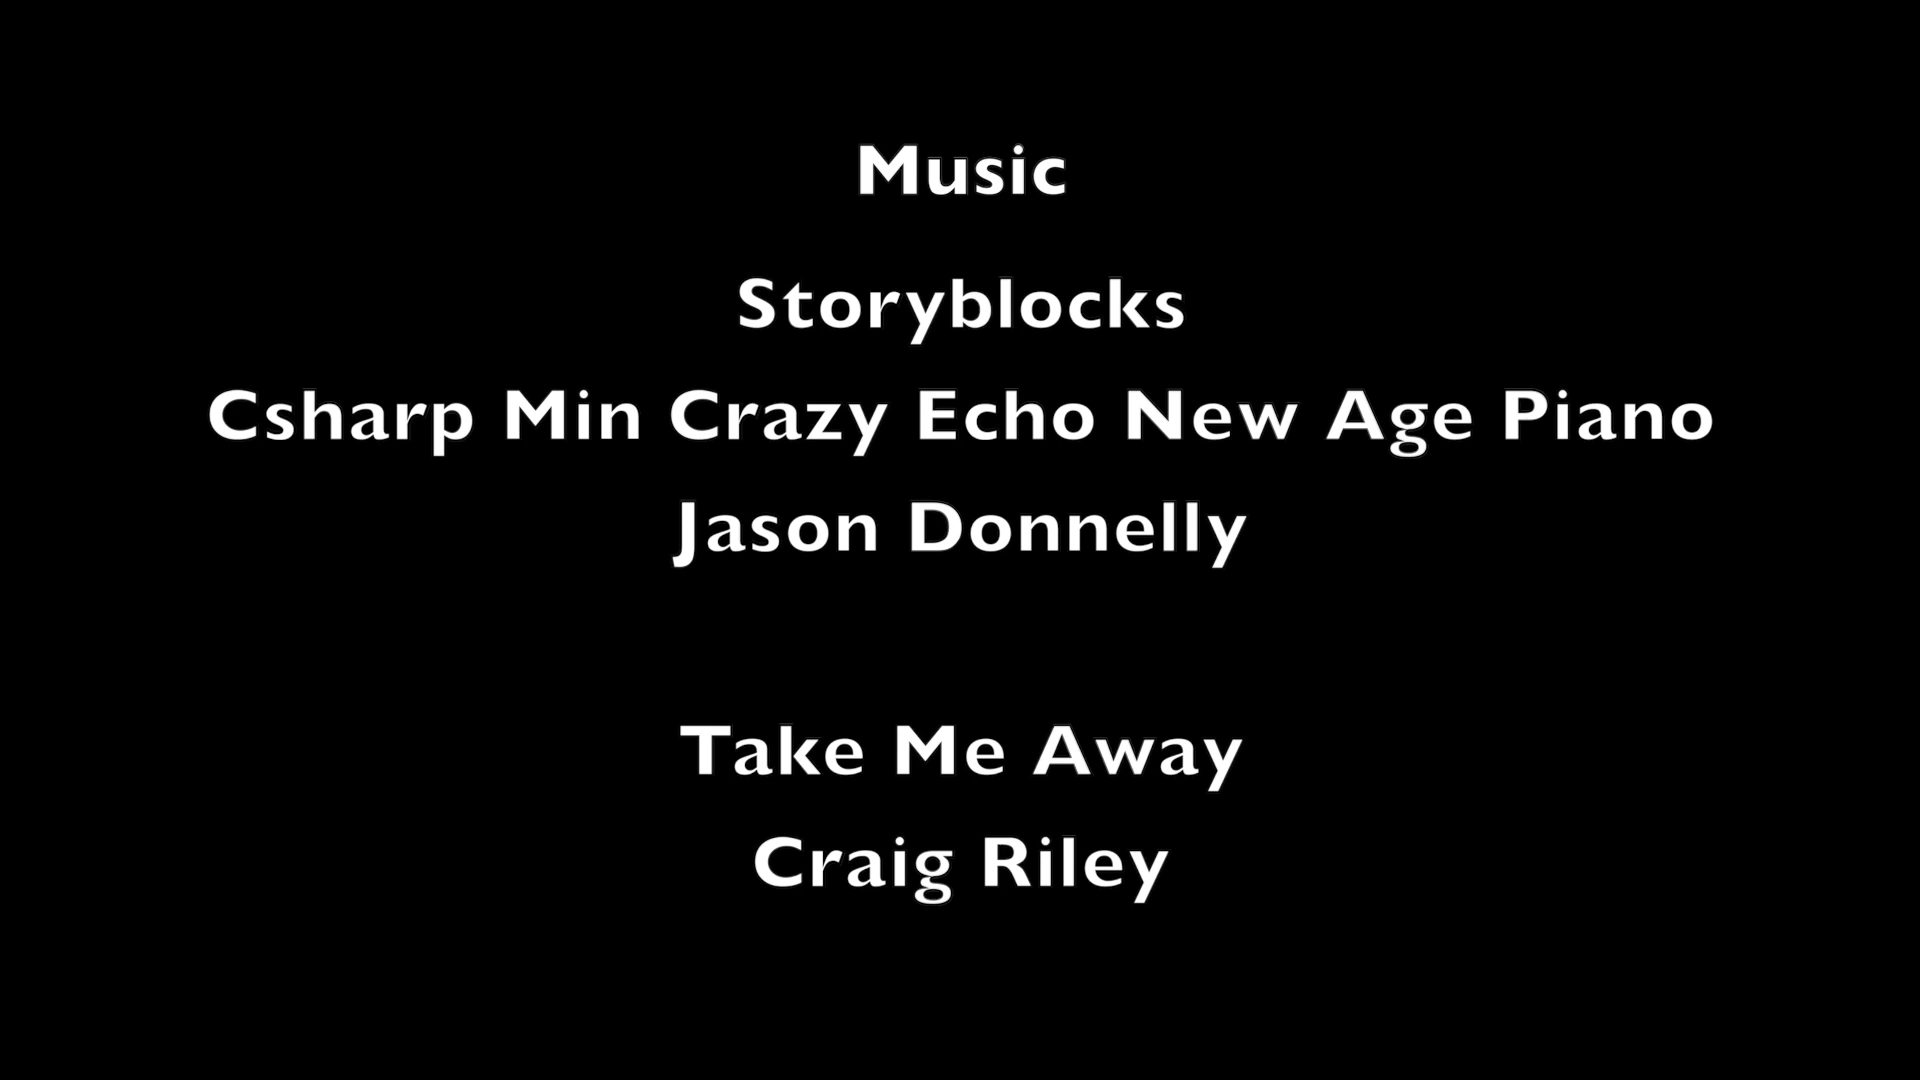 Music
Storyblocks
Csharp Min Crazy Echo New Age Piano
Jason Donnelly
Take Me Away
Craig Riley